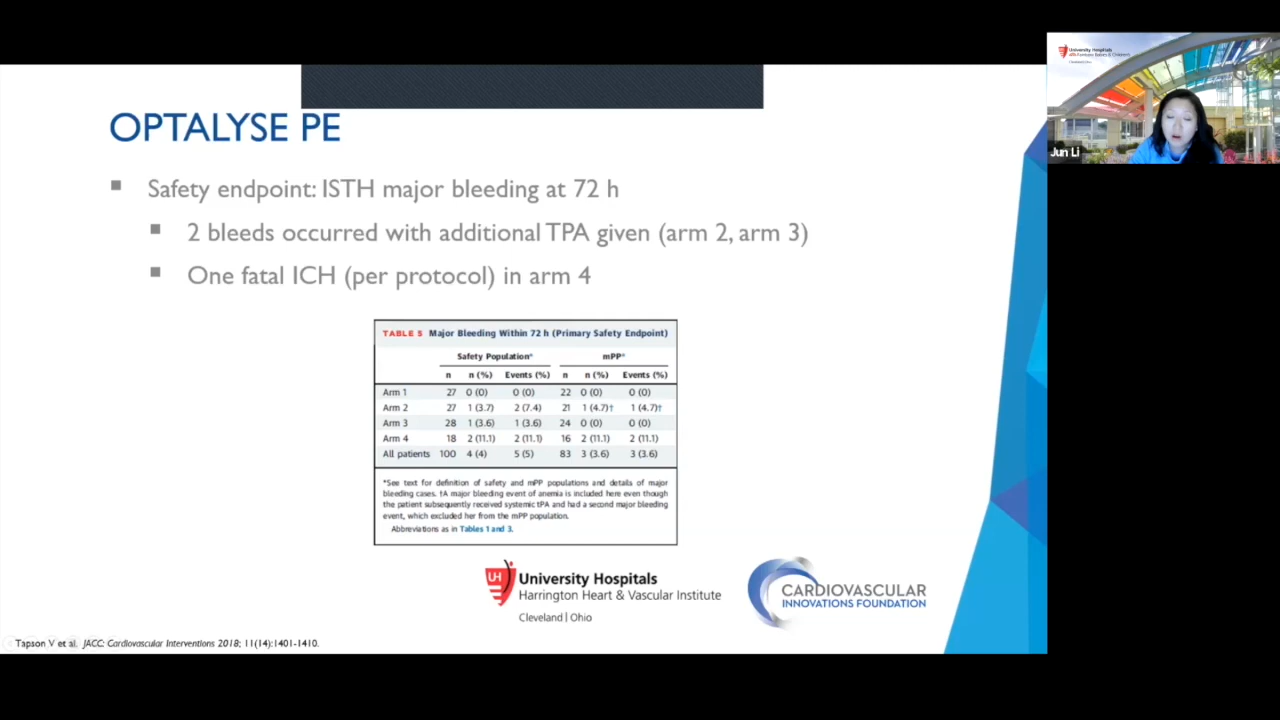 OPTALYSE PE
Safety endpoint: ISTH major bleeding at 72 h
2 bleeds occurred with additional TPA given (arm 2, arm 3)
One fatal ICH (per protocol) in arm 4
TABLE 5 Major Bleeding Within 72 h (Primary Safety Endpoint)
Safety Population* mPP*
n n (%) Events (%) n n (%) Events (%)
Arm 1 27 0 (0) 0 (0) 22 0 (0) 0 (0)
Arm 2 27 1 (3.7) 2 (7.4) 21 1 (4.7)† 1 (4.7)†
Arm 3 28 1 (3.6) 1 (3.6) 24 0 (0) 0 (0)
Arm 4 18 2 (11.1) 2 (11.1) 16 2 (11.1) 2 (11.1)
All patients 100 4 (4) 5 (5) 83 3 (3.6) 3 (3.6)
*See text for definition of safety and mPP populations and details of major
bleeding cases. †A major bleeding event of anemia is included here even though
the patient subsequently received systemic tPA and had a second major bleeding
event, which excluded her from the mPP population.
Abbreviations as in Tables 1 and 3.
UH University Hospitals
Harrington Heart & Vascular Institute
Cleveland | Ohio
CARDIOVASCULAR
INNOVATIONS FOUNDATION
Tapson V et al. JACC: Cardiovascular Interventions 2018; 11(14):1401-1410.
University Hospitals
Jun Li